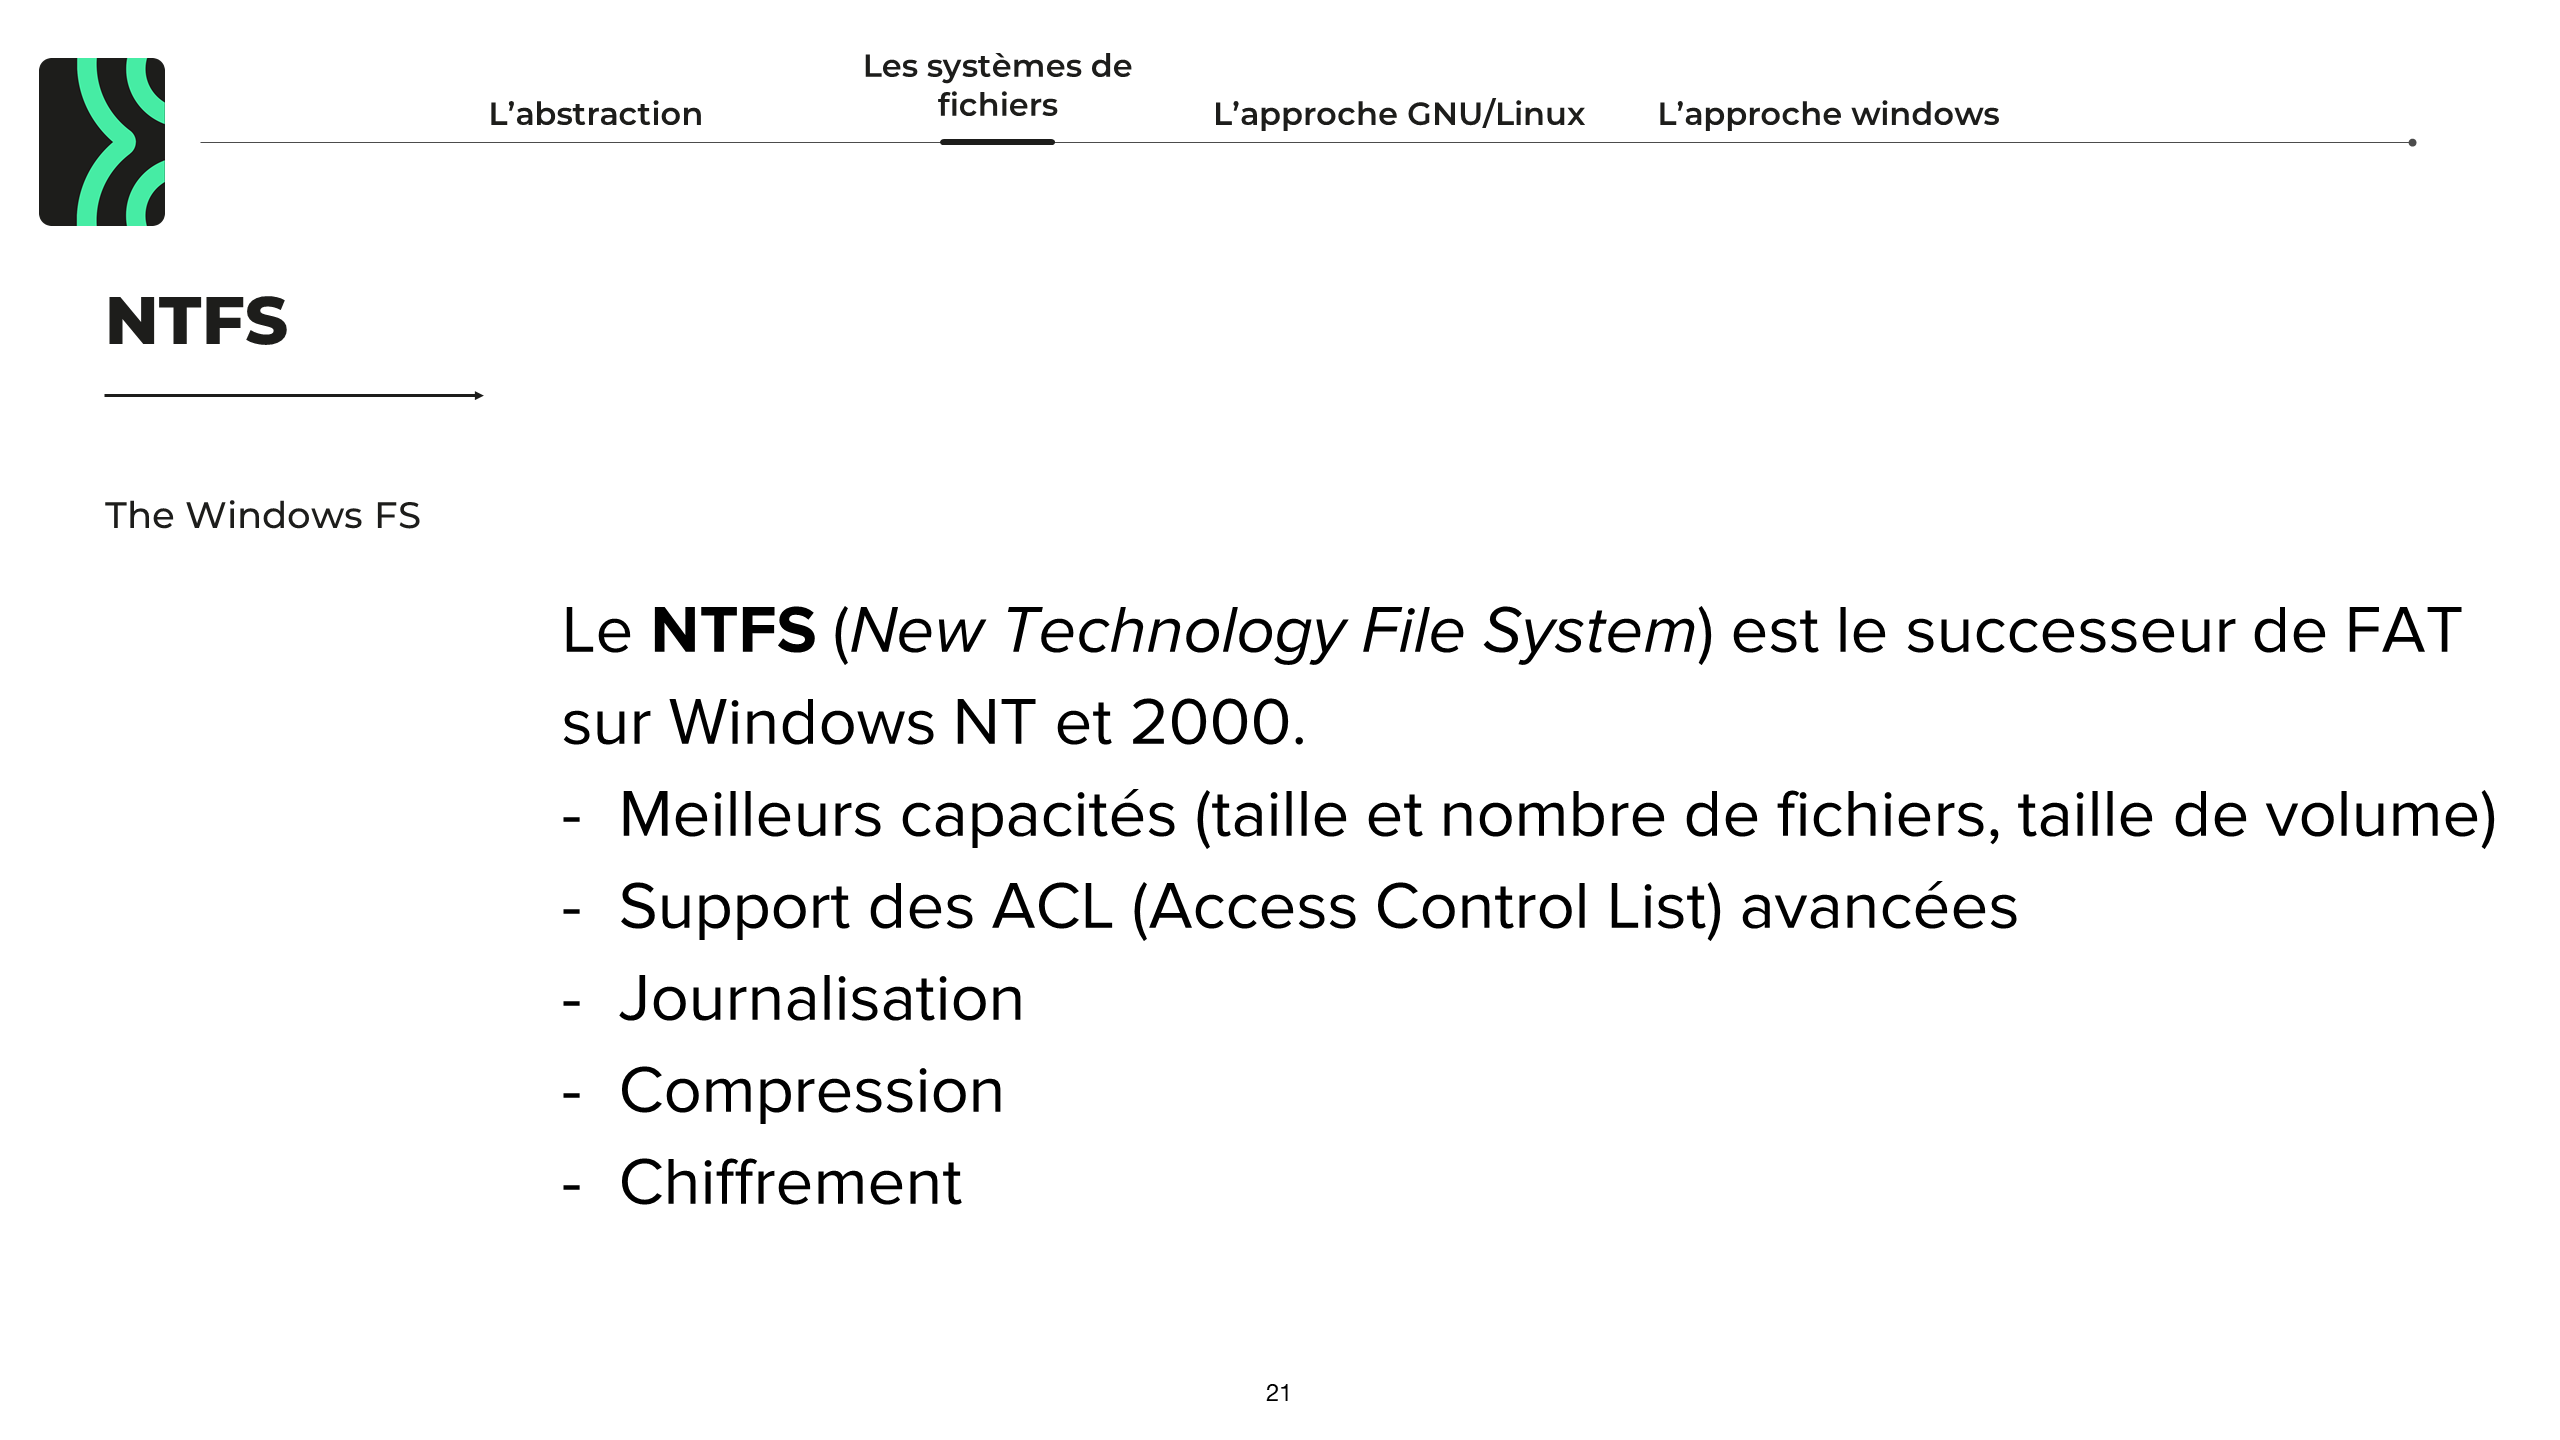 L’abstraction
Les systèmes de
fichiers
L’approche GNU/Linux
L’approche windows
NTFS
The Windows FS
Le NTFS (New Technology File System) est le successeur de FAT
sur Windows NT et 2000.
- Meilleurs capacités (taille et nombre de fichiers, taille de volume)
- Support des ACL (Access Control List) avancées
- Journalisation
- Compression
- Chiffrement
21